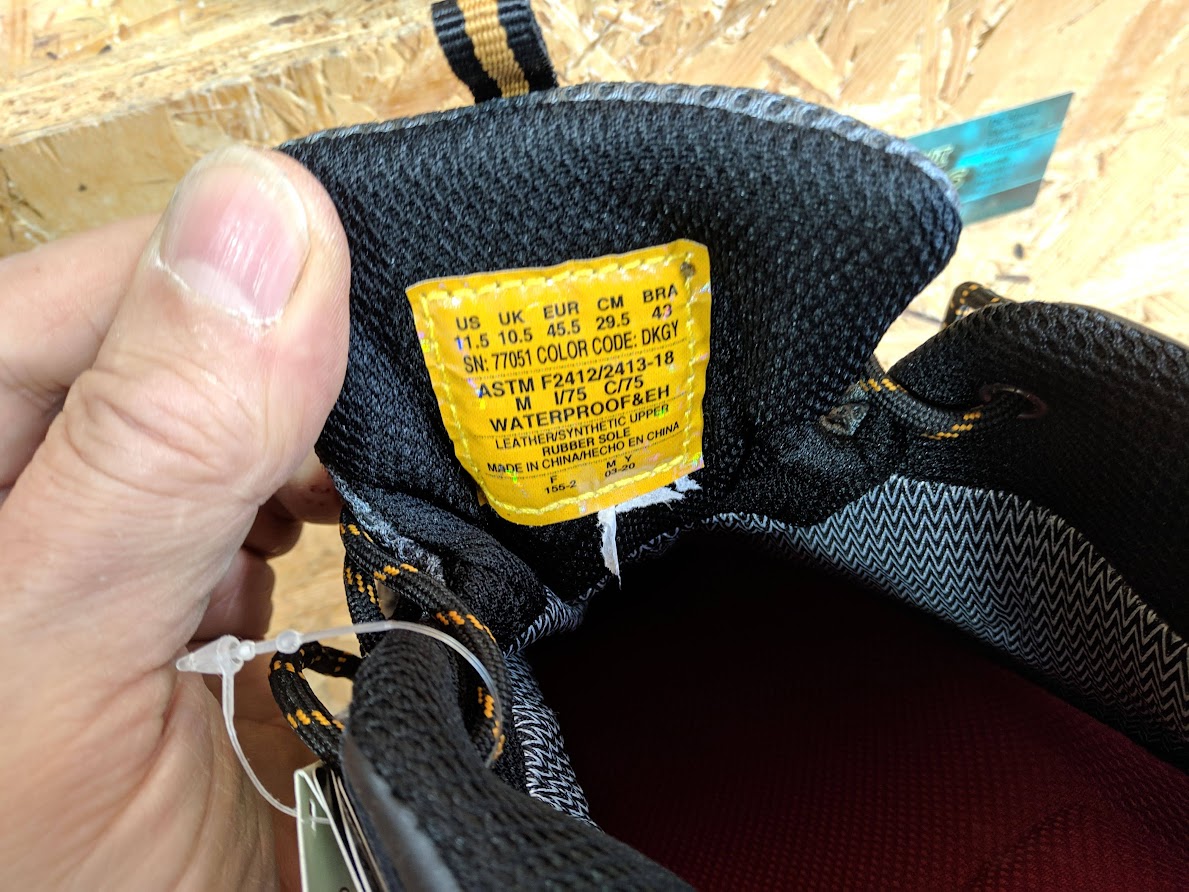 US UK EUR CM BRA
11.5 10.5 45.5 29.5 43
SN: 77051 COLOR CODE: DKGY
ASTM F2412/2413-18
M I/75 C/75
WATERPROOF&EH
LEATHER/SYNTHETIC UPPER
RUBBER SOLE
MADE IN CHINA/HECHO EN CHINA
F M Y
155-2 03-20